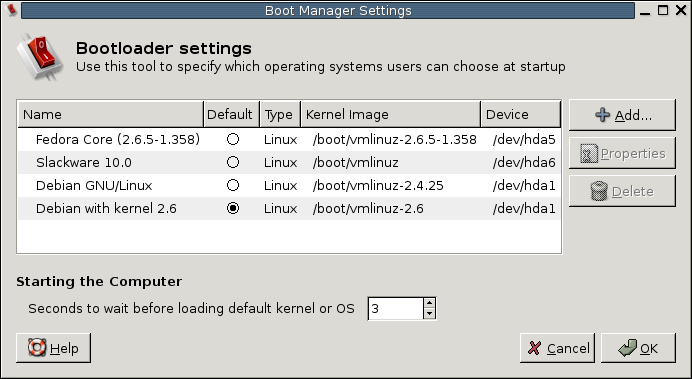 Boot Manager Settings
Bootloader settings
Use this tool to specify which operating systems users can choose at startup
Name Default Type Kernel Image Device
Fedora Core (2.6.5-1.358) Linux /boot/vmlinuz-2.6.5-1.358 /dev/hda5
Slackware 10.0 Linux /boot/vmlinuz /dev/hda6
Debian GNU/Linux Linux /boot/vmlinuz-2.4.25 /dev/hda1
Debian with kernel 2.6 Linux /boot/vmlinuz-2.6 /dev/hda1
Add...
Properties
Delete
Starting the Computer
Seconds to wait before loading default kernel or OS 3
Help Cancel OK